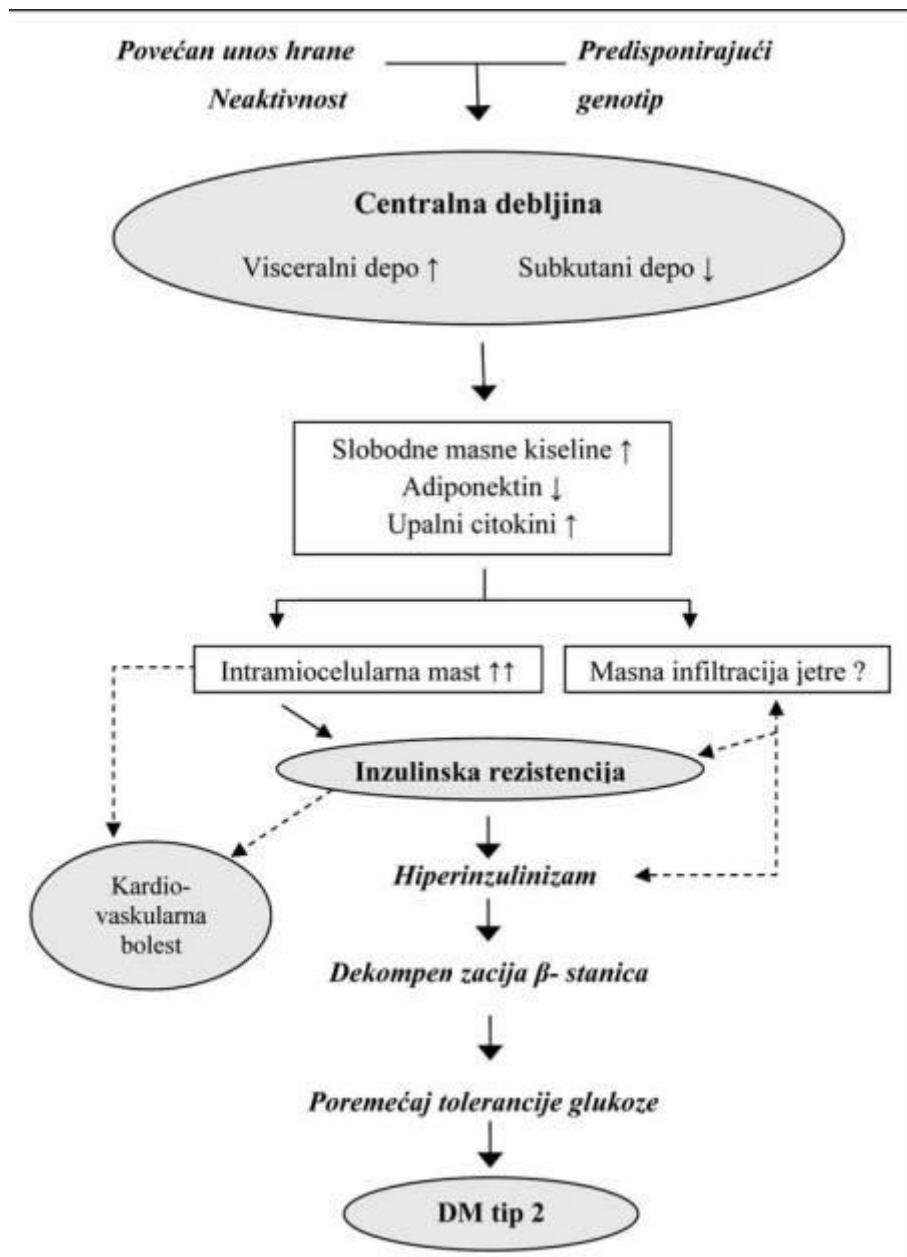 Povećan unos hrane
Neaktivnost
Predisponirajući
genotip
Centralna debljina
Visceralni depo ↑ Subkutani depo ↓
Slobodne masne kiseline ↑
Adiponektin ↓
Upalni citokini ↑
Intramiocelularna mast ↑↑
Masna infiltracija jetre ?
Inzulinska rezistencija
Kardio-
vaskularna
bolest
Hiperinzulinizam
Dekompen zacija β- stanica
Poremećaj tolerancije glukoze
DM tip 2